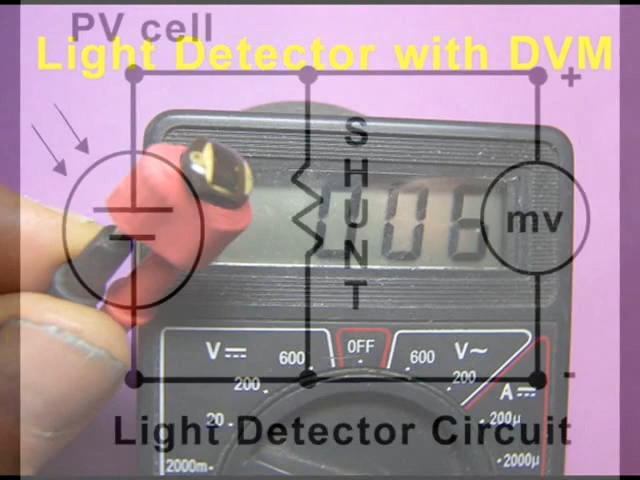 PV cell
Light Detector with DVM
+
SHUNT
006
mv
OFF
V⎓
600
600
V~
200
200
A⎓
20
200µ
-
Light Detector Circuit
2000m
2000µ